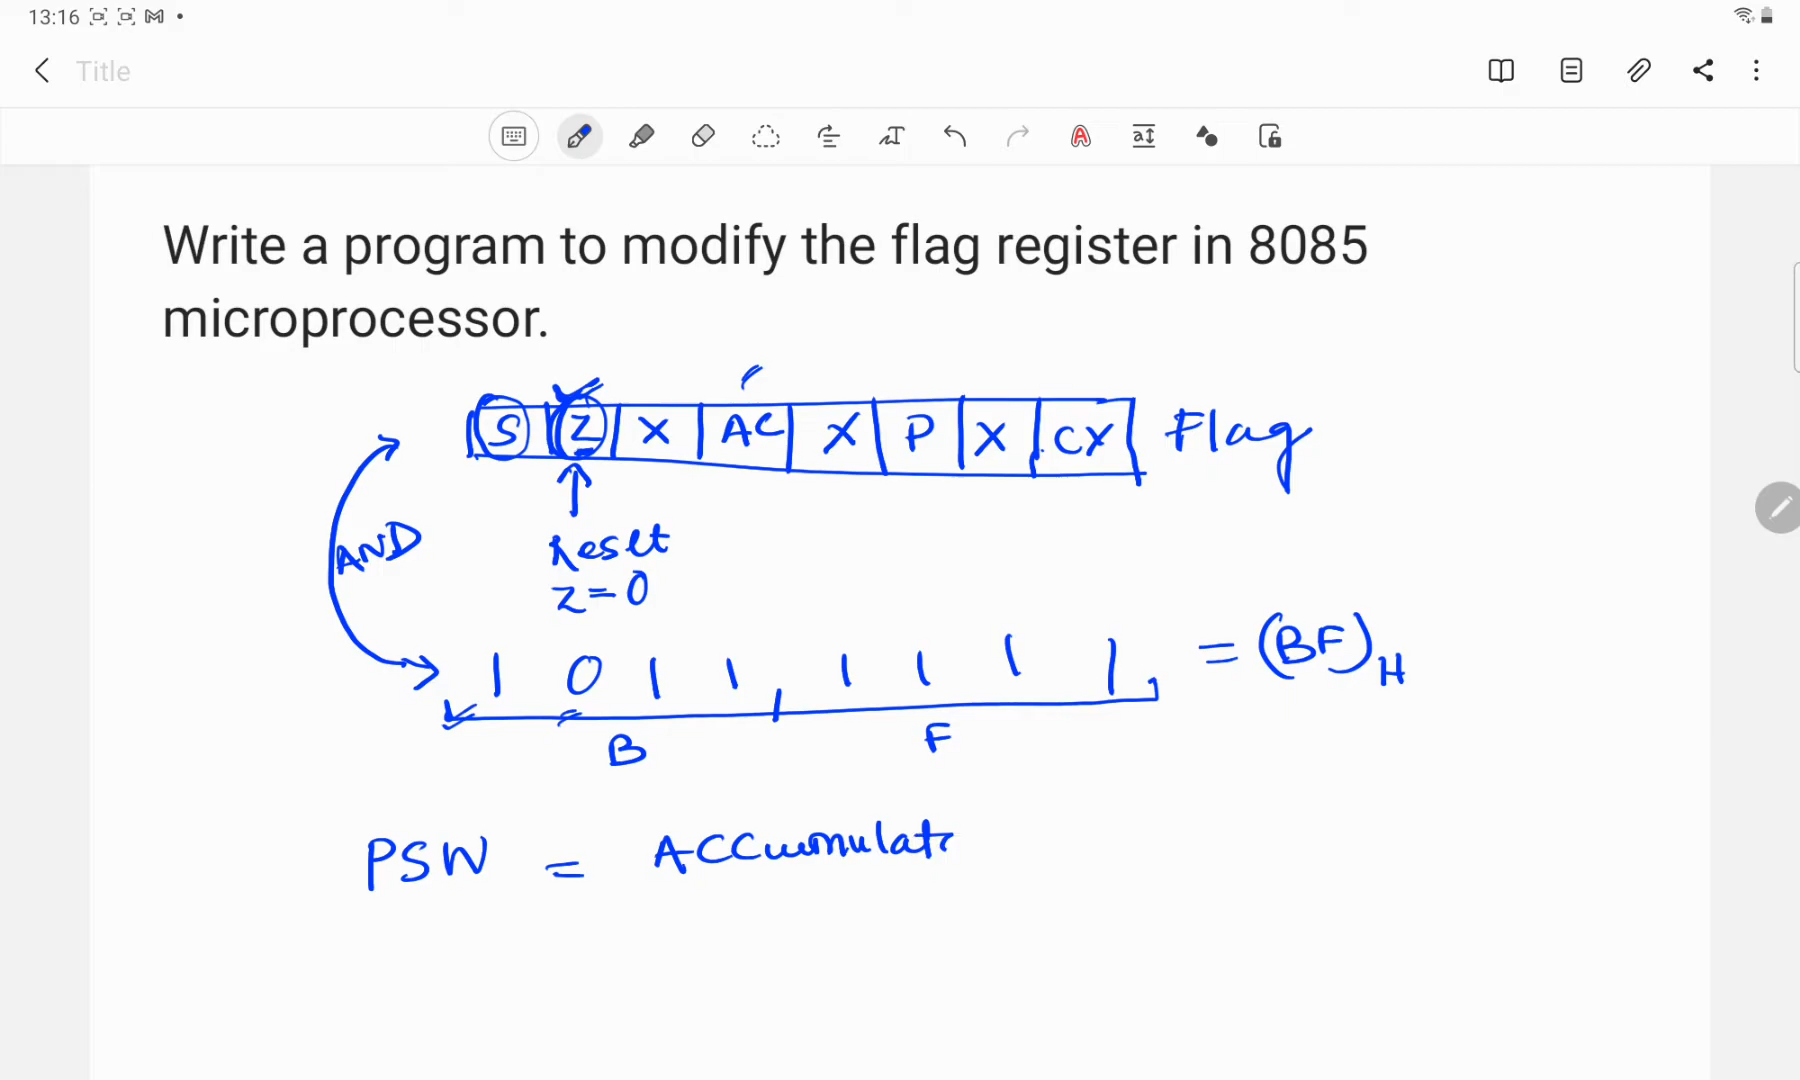 13:16
Title
Write a program to modify the flag register in 8085
microprocessor.
S Z X AC X P X CY Flag
AND
Reset
Z=0
1 0 1 1 1 1 1 1 = (BF)H
B F
PSW = Accumulato